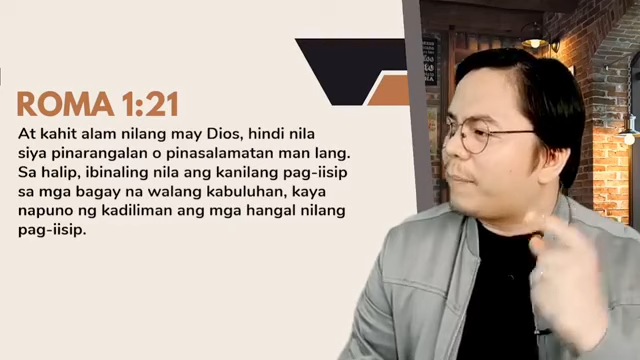 ROMA 1:21
At kahit alam nilang may Dios, hindi nila
siya pinarangalan o pinasalamatan man lang.
Sa halip, ibinaling nila ang kanilang pag-iisip
sa mga bagay na walang kabuluhan, kaya
napuno ng kadiliman ang mga hangal nilang
pag-iisip.